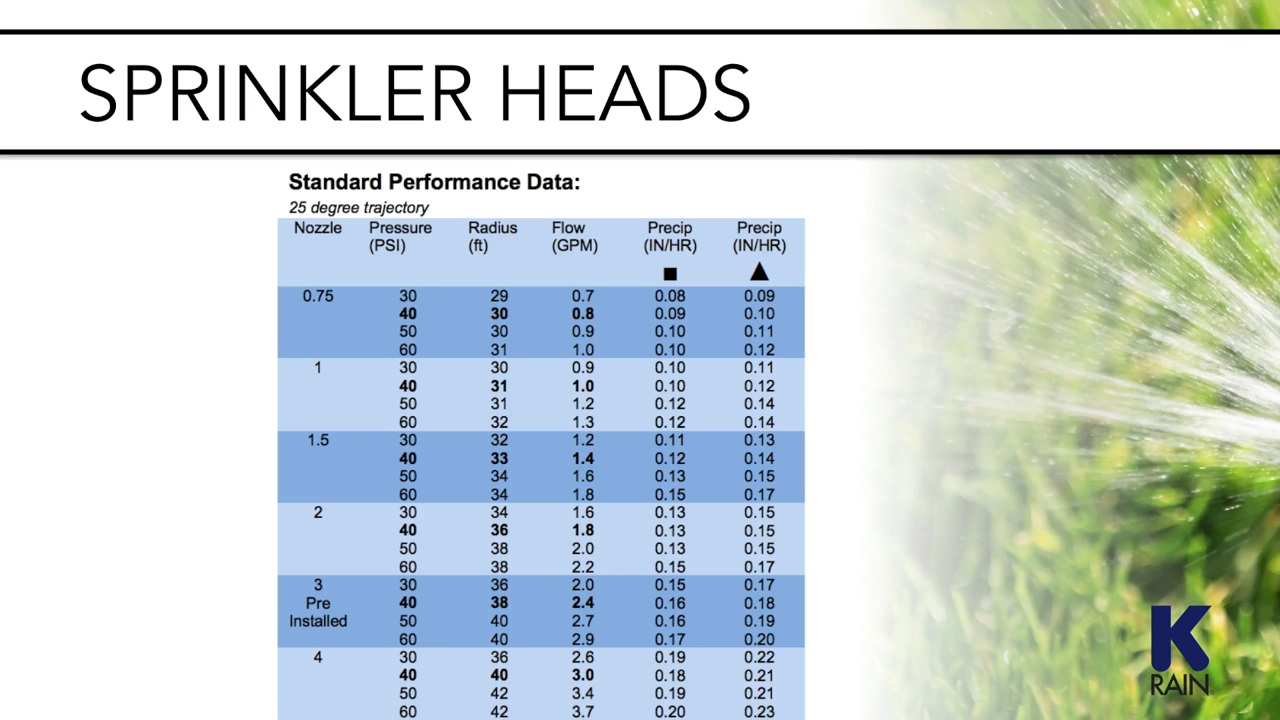 SPRINKLER HEADS
Standard Performance Data:
25 degree trajectory
Nozzle Pressure Radius Flow Precip Precip
(PSI) (ft) (GPM) (IN/HR) (IN/HR)
■ ▲
0.75 30 29 0.7 0.08 0.09
40 30 0.8 0.09 0.10
50 30 0.9 0.10 0.11
60 31 1.0 0.10 0.12
1 30 30 0.9 0.10 0.11
40 31 1.0 0.10 0.12
50 31 1.2 0.12 0.14
60 32 1.3 0.12 0.14
1.5 30 32 1.2 0.11 0.13
40 33 1.4 0.12 0.14
50 34 1.6 0.13 0.15
60 34 1.8 0.15 0.17
2 30 34 1.6 0.13 0.15
40 36 1.8 0.13 0.15
50 38 2.0 0.13 0.15
60 38 2.2 0.15 0.17
3 30 36 2.0 0.15 0.17
Pre 40 38 2.4 0.16 0.18
Installed 50 40 2.7 0.16 0.19
60 40 2.9 0.17 0.20
4 30 36 2.6 0.19 0.22
40 40 3.0 0.18 0.21
50 42 3.4 0.19 0.21
60 42 3.7 0.20 0.23
K
RAIN